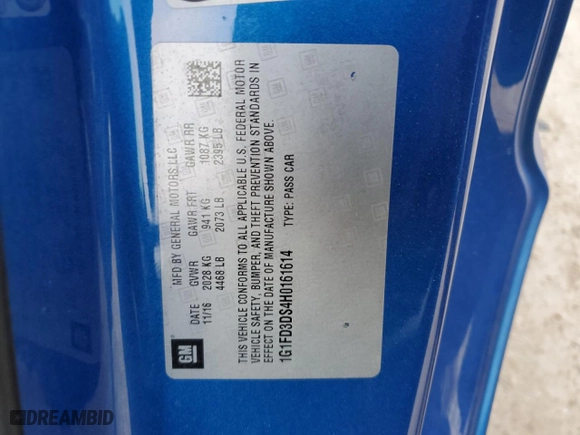 MFD BY GENERAL MOTORS LLC
DATE GVWR GAWR FRT GAWR RR
11/16 2028 KG 941 KG 1087 KG
4468 LB 2073 LB 2395 LB
THIS VEHICLE CONFORMS TO ALL APPLICABLE U.S. FEDERAL MOTOR
VEHICLE SAFETY, BUMPER, AND THEFT PREVENTION STANDARDS IN
EFFECT ON THE DATE OF MANUFACTURE SHOWN ABOVE.
1G1FD3DS4H0161614 TYPE: PASS CAR
GM
DREAMBID